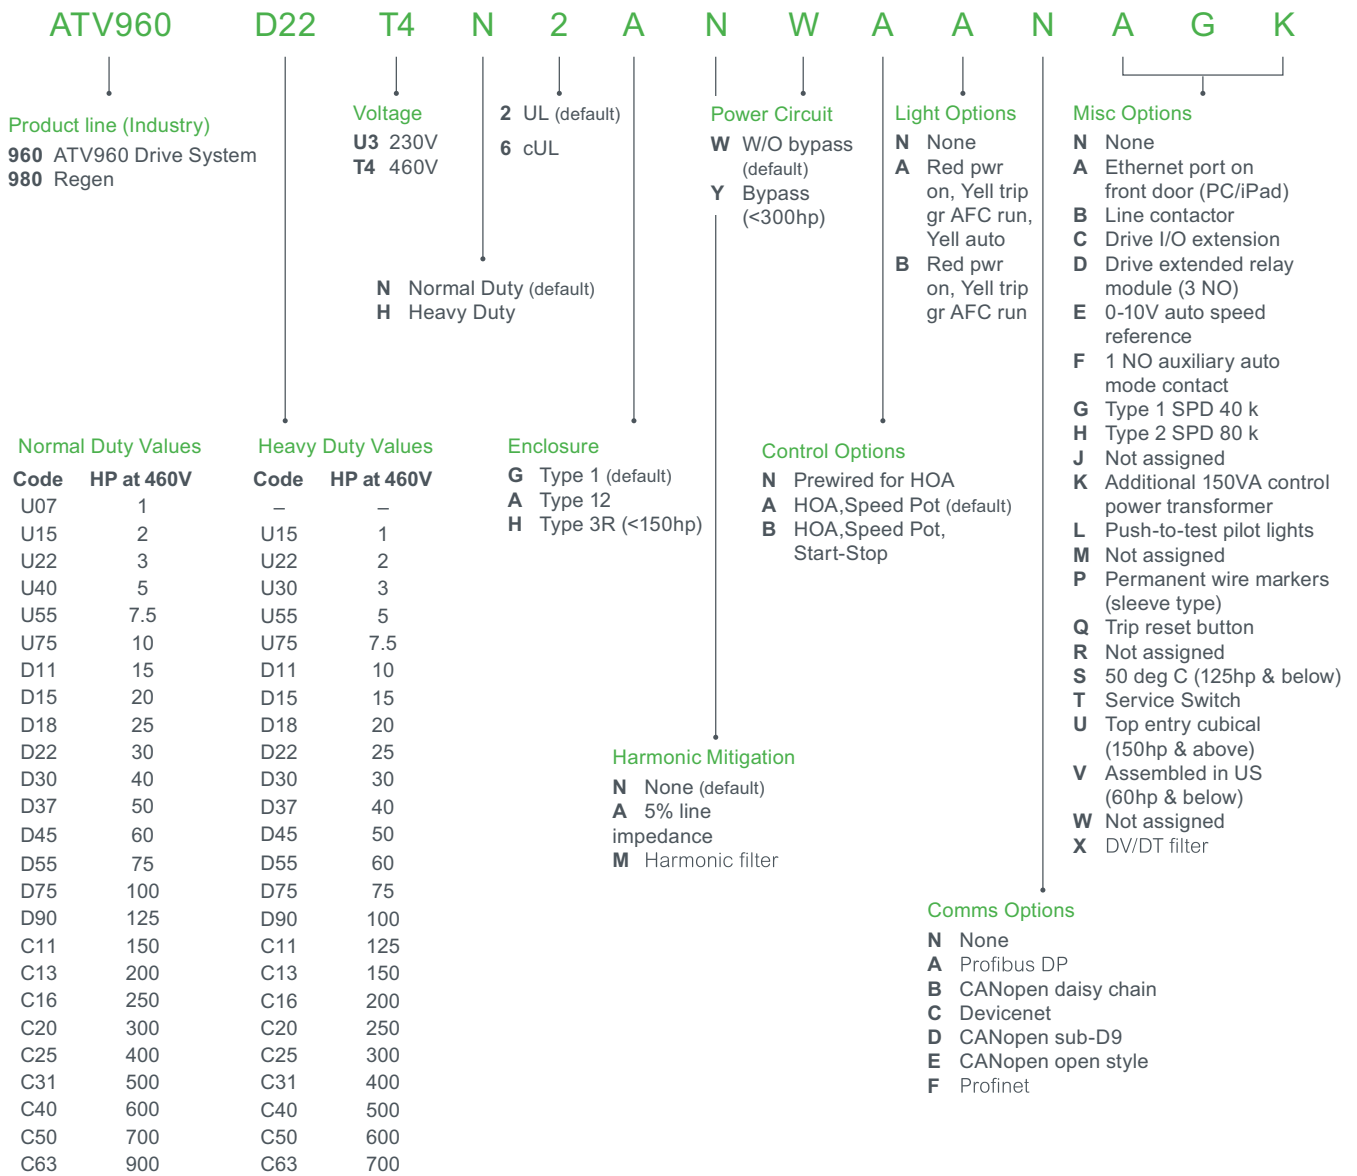 ATV960 D22 T4 N 2 A N W A A N A G K
Product line (Industry)
960 ATV960 Drive System
980 Regen
Voltage
U3 230V
T4 460V
2 UL (default)
6 cUL
N Normal Duty (default)
H Heavy Duty
Power Circuit
W W/O bypass
(default)
Y Bypass
(<300hp)
Light Options
N None
A Red pwr
on, Yell trip
gr AFC run,
Yell auto
B Red pwr
on, Yell trip
gr AFC run
Misc Options
N None
A Ethernet port on
front door (PC/iPad)
B Line contactor
C Drive I/O extension
D Drive extended relay
module (3 NO)
E 0-10V auto speed
reference
F 1 NO auxiliary auto
mode contact
G Type 1 SPD 40 k
H Type 2 SPD 80 k
J Not assigned
K Additional 150VA control
power transformer
L Push-to-test pilot lights
M Not assigned
P Permanent wire markers
(sleeve type)
Q Trip reset button
R Not assigned
S 50 deg C (125hp & below)
T Service Switch
U Top entry cubical
(150hp & above)
V Assembled in US
(60hp & below)
W Not assigned
X DV/DT filter
Normal Duty Values
Code HP at 460V
U07 1
U15 2
U22 3
U40 5
U55 7.5
U75 10
D11 15
D15 20
D18 25
D22 30
D30 40
D37 50
D45 60
D55 75
D75 100
D90 125
C11 150
C13 200
C16 250
C20 300
C25 400
C31 500
C40 600
C50 700
C63 900
Heavy Duty Values
Code HP at 460V
– –
U15 1
U22 2
U30 3
U55 5
U75 7.5
D11 10
D15 15
D18 20
D22 25
D30 30
D37 40
D45 50
D55 60
D75 75
D90 100
C11 125
C13 150
C16 200
C20 250
C25 300
C31 400
C40 500
C50 600
C63 700
Enclosure
G Type 1 (default)
A Type 12
H Type 3R (<150hp)
Control Options
N Prewired for HOA
A HOA,Speed Pot (default)
B HOA,Speed Pot,
Start-Stop
Harmonic Mitigation
N None (default)
A 5% line
impedance
M Harmonic filter
Comms Options
N None
A Profibus DP
B CANopen daisy chain
C Devicenet
D CANopen sub-D9
E CANopen open style
F Profinet